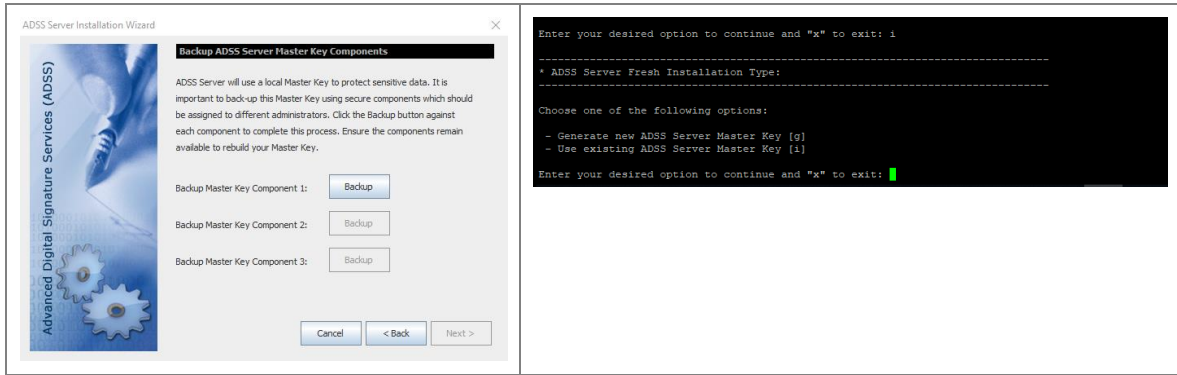 ADSS Server Installation Wizard
Advanced Digital Signature Services (ADSS)
Backup ADSS Server Master Key Components
ADSS Server will use a local Master Key to protect sensitive data. It is
important to back-up this Master Key using secure components which should
be assigned to different administrators. Click the Backup button against
each component to complete this process. Ensure the components remain
available to rebuild your Master Key.
Backup Master Key Component 1: Backup
Backup Master Key Component 2: Backup
Backup Master Key Component 3: Backup
Cancel < Back Next >
Enter your desired option to continue and "x" to exit: i
--------------------------------------------------------------------------------
* ADSS Server Fresh Installation Type:
--------------------------------------------------------------------------------
Choose one of the following options:
- Generate new ADSS Server Master Key [g]
- Use existing ADSS Server Master Key [i]
Enter your desired option to continue and "x" to exit: